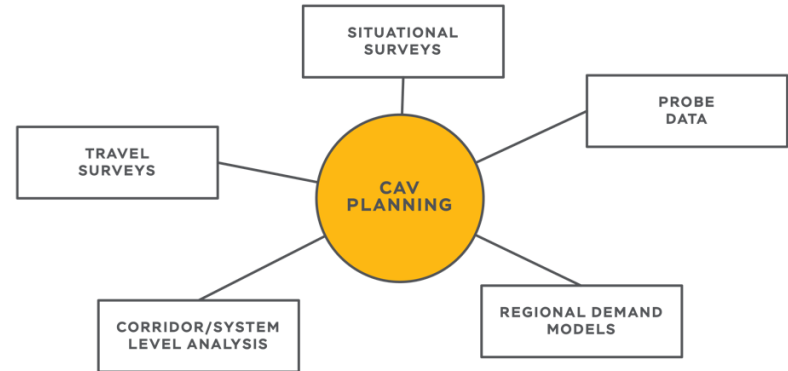 SITUATIONAL
SURVEYS
PROBE
DATA
TRAVEL
SURVEYS
CAV
PLANNING
REGIONAL DEMAND
MODELS
CORRIDOR/SYSTEM
LEVEL ANALYSIS